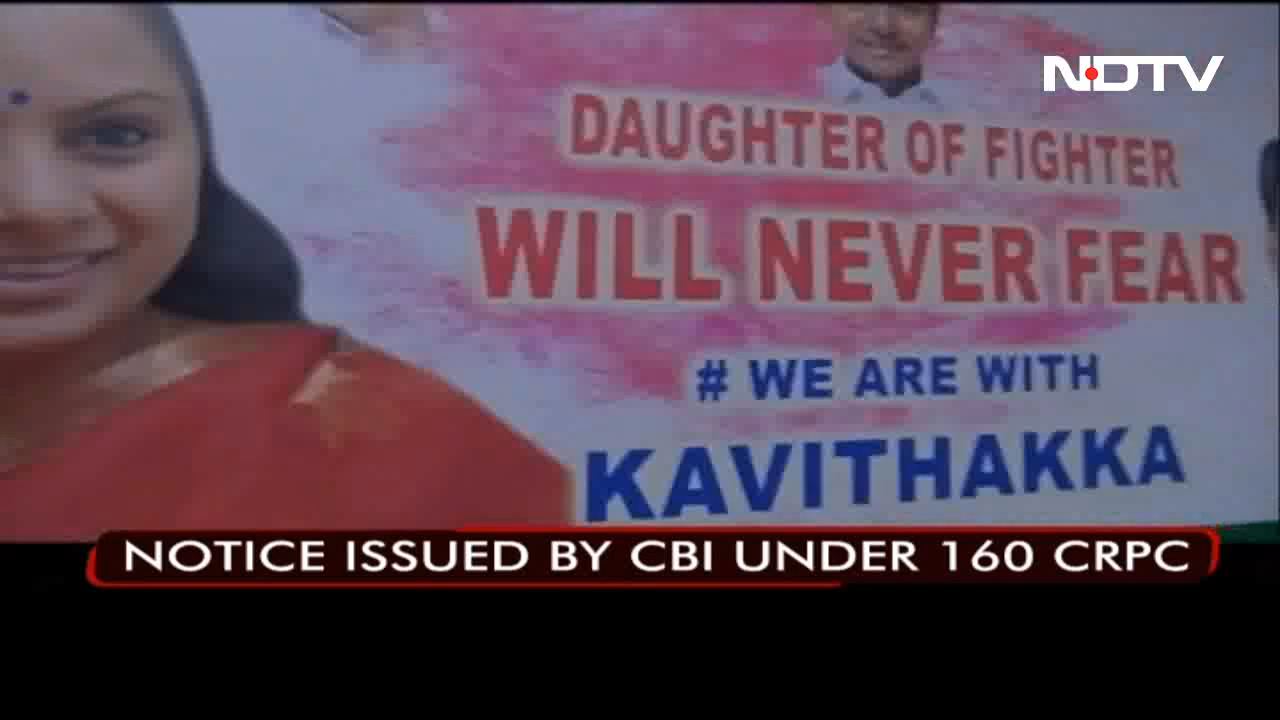 NDTV
DAUGHTER OF FIGHTER
WILL NEVER FEAR
# WE ARE WITH
KAVITHAKKA
NOTICE ISSUED BY CBI UNDER 160 CRPC